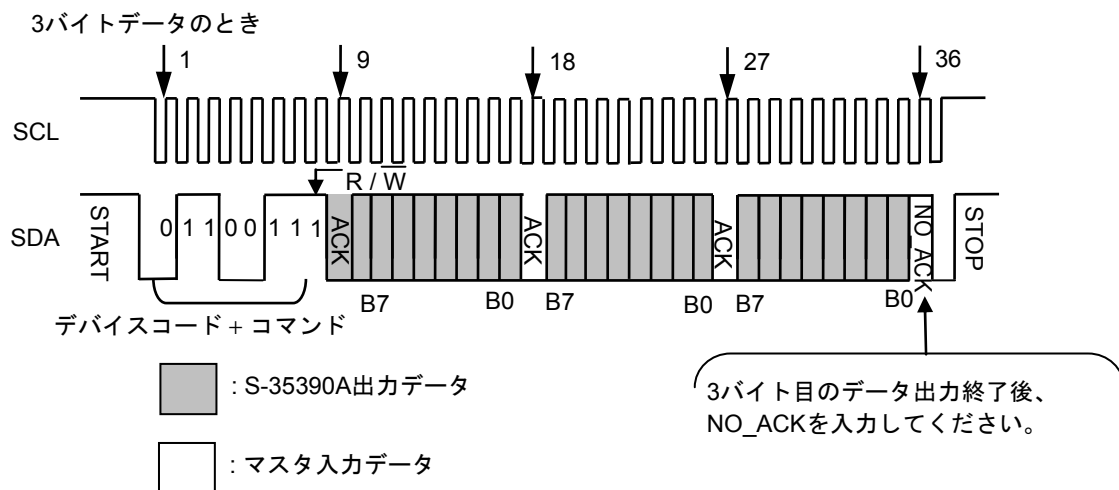 3バイトデータのとき
1 9 18 27 36
SCL
R / W
SDA
START 0 1 1 0 0 1 1 1 ACK ACK ACK NO_ACK STOP
B7 B0 B7 B0 B7 B0
デバイスコード + コマンド
: S-35390A出力データ
: マスタ入力データ
3バイト目のデータ出力終了後、
NO_ACKを入力してください。